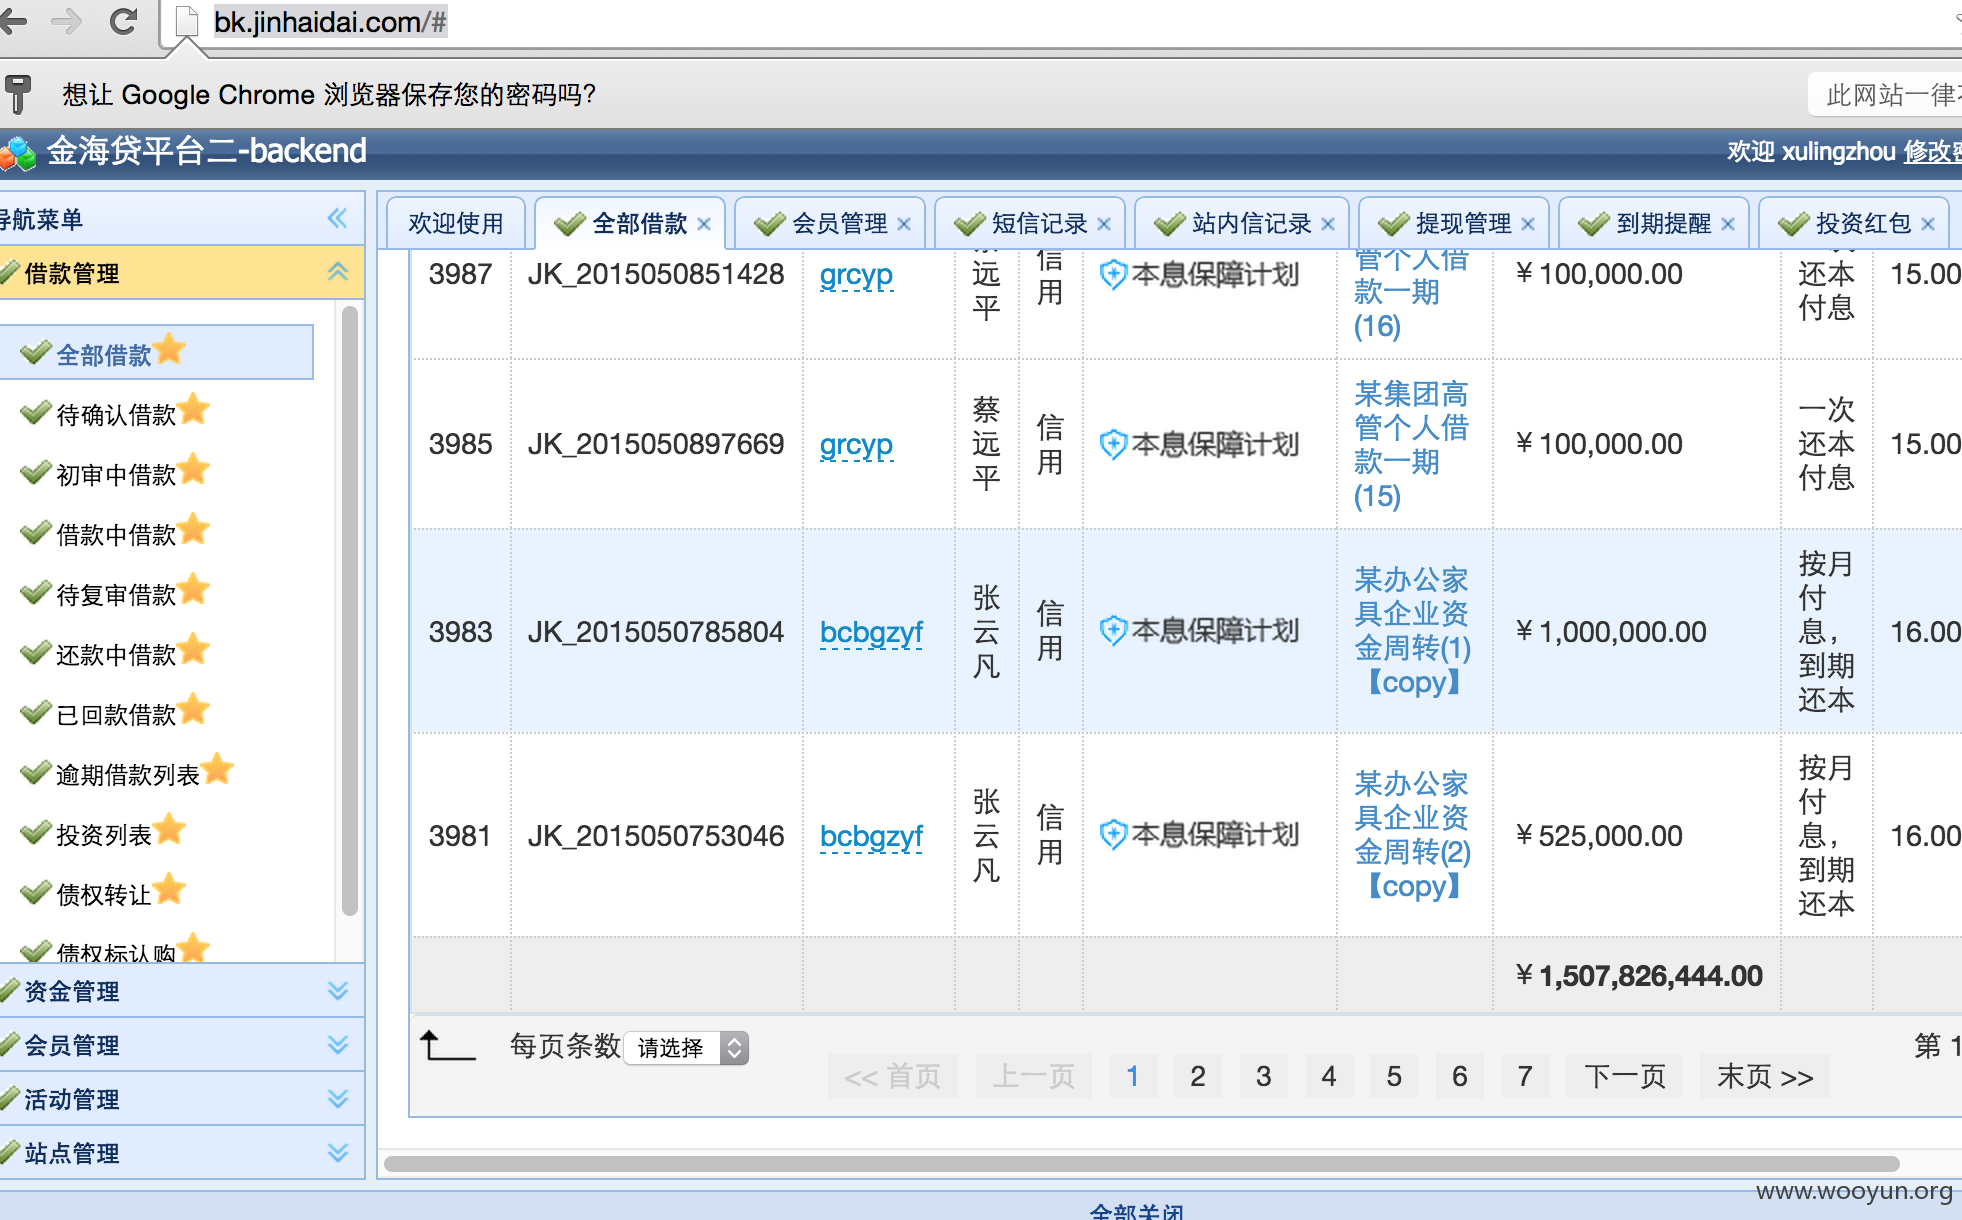 bk.jinhaidai.com/#
想让 Google Chrome 浏览器保存您的密码吗?
此网站一律
金海贷平台二-backend
欢迎 xulingzhou 修改密
导航菜单
借款管理
全部借款
待确认借款
初审中借款
借款中借款
待复审借款
还款中借款
已回款借款
逾期借款列表
投资列表
债权转让
债权标认购
资金管理
会员管理
活动管理
站点管理
欢迎使用 全部借款 × 会员管理 × 短信记录 × 站内信记录 × 提现管理 × 到期提醒 × 投资红包 ×
3987 JK_2015050851428 grcyp
远
平
信
用
本息保障计划
管个人借
款一期
(16)
¥ 100,000.00
还本
付息
15.00
3985 JK_2015050897669 grcyp
蔡
远
平
信
用
本息保障计划
某集团高
管个人借
款一期
(15)
¥ 100,000.00
一次
还本
付息
15.00
3983 JK_2015050785804 bcbgzyf
张
云
凡
信
用
本息保障计划
某办公家
具企业资
金周转(1)
【copy】
¥ 1,000,000.00
按月
付
息，
到期
还本
16.00
3981 JK_2015050753046 bcbgzyf
张
云
凡
信
用
本息保障计划
某办公家
具企业资
金周转(2)
【copy】
¥ 525,000.00
按月
付
息，
到期
还本
16.00
¥ 1,507,826,444.00
每页条数 请选择
<< 首页 上一页 1 2 3 4 5 6 7 下一页 末页 >>
第 1
全部关闭
www.wooyun.org